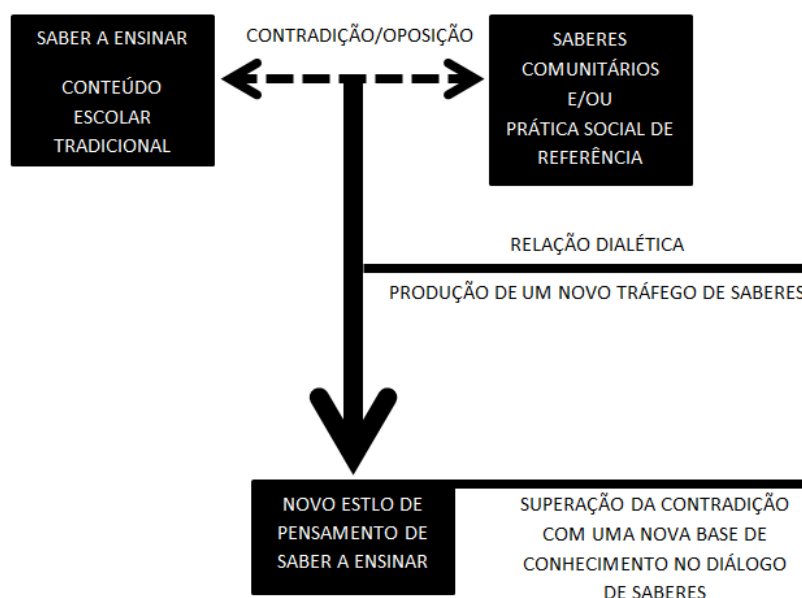 SABER A ENSINAR
CONTEÚDO
ESCOLAR
TRADICIONAL
CONTRADIÇÃO/OPOSIÇÃO
SABERES
COMUNITÁRIOS
E/OU
PRÁTICA SOCIAL DE
REFERÊNCIA
RELAÇÃO DIALÉTICA
PRODUÇÃO DE UM NOVO TRÁFEGO DE SABERES
NOVO ESTLO DE
PENSAMENTO DE
SABER A ENSINAR
SUPERAÇÃO DA CONTRADIÇÃO
COM UMA NOVA BASE DE
CONHECIMENTO NO DIÁLOGO
DE SABERES